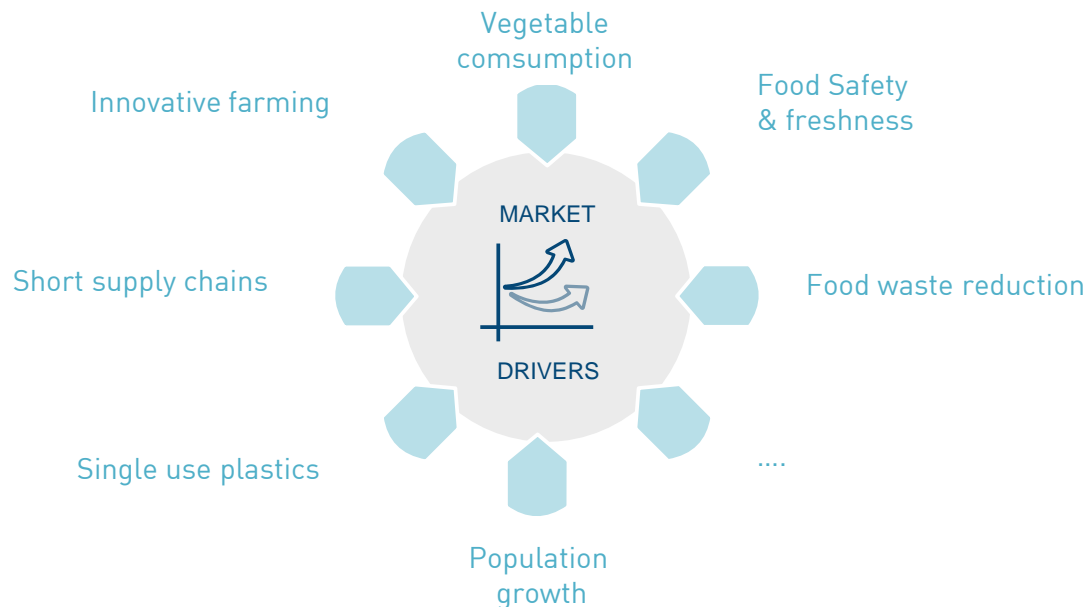 Vegetable
comsumption
Innovative farming
Food Safety
& freshness
MARKET
Short supply chains
Food waste reduction
DRIVERS
Single use plastics
....
Population
growth